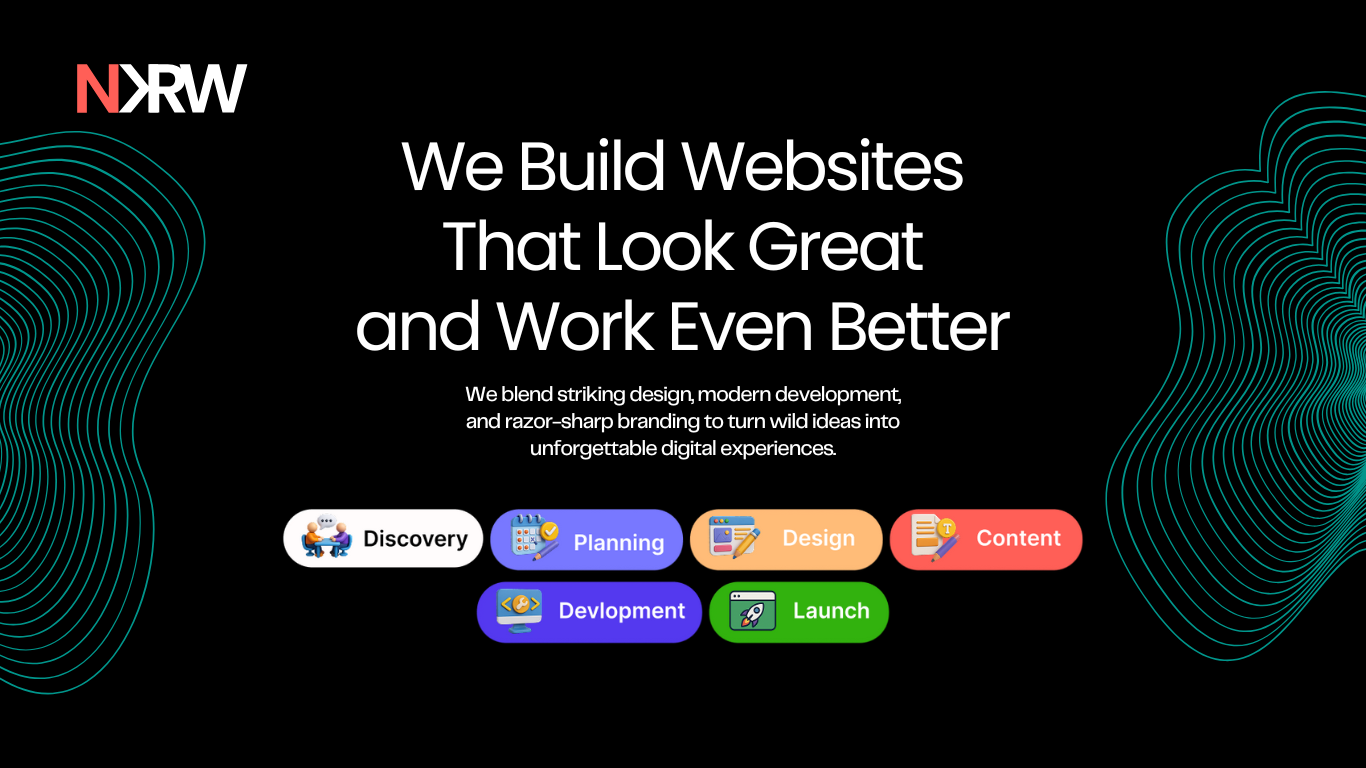 NKRW
We Build Websites
That Look Great
and Work Even Better
We blend striking design, modern development,
and razor-sharp branding to turn wild ideas into
unforgettable digital experiences.
Discovery
Planning
Design
Content
Devlopment
Launch